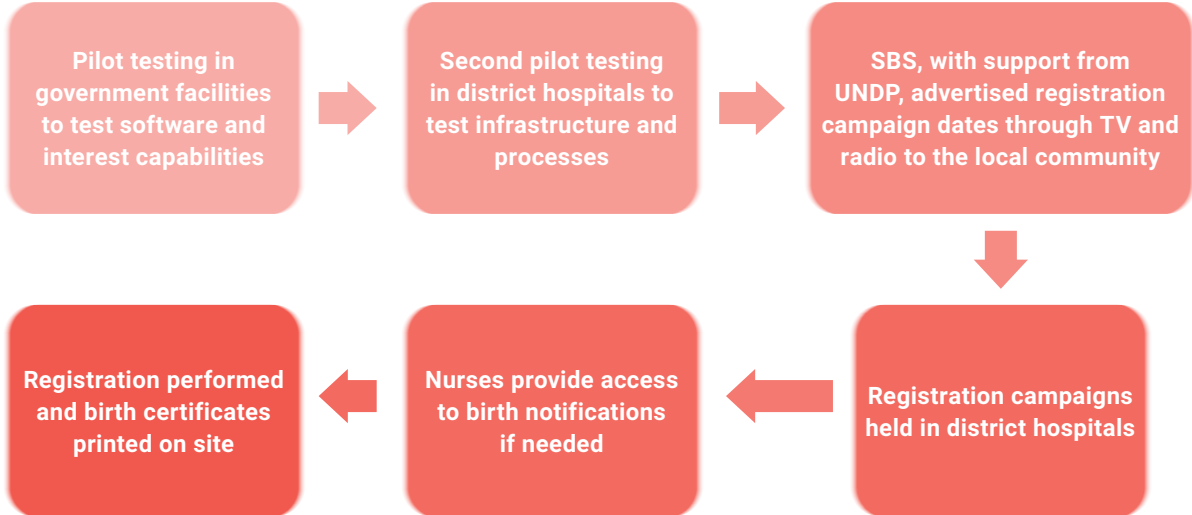 Pilot testing in
government facilities
to test software and
interest capabilities
Second pilot testing
in district hospitals to
test infrastructure and
processes
SBS, with support from
UNDP, advertised registration
campaign dates through TV and
radio to the local community
Registration campaigns
held in district hospitals
Nurses provide access
to birth notifications
if needed
Registration performed
and birth certificates
printed on site